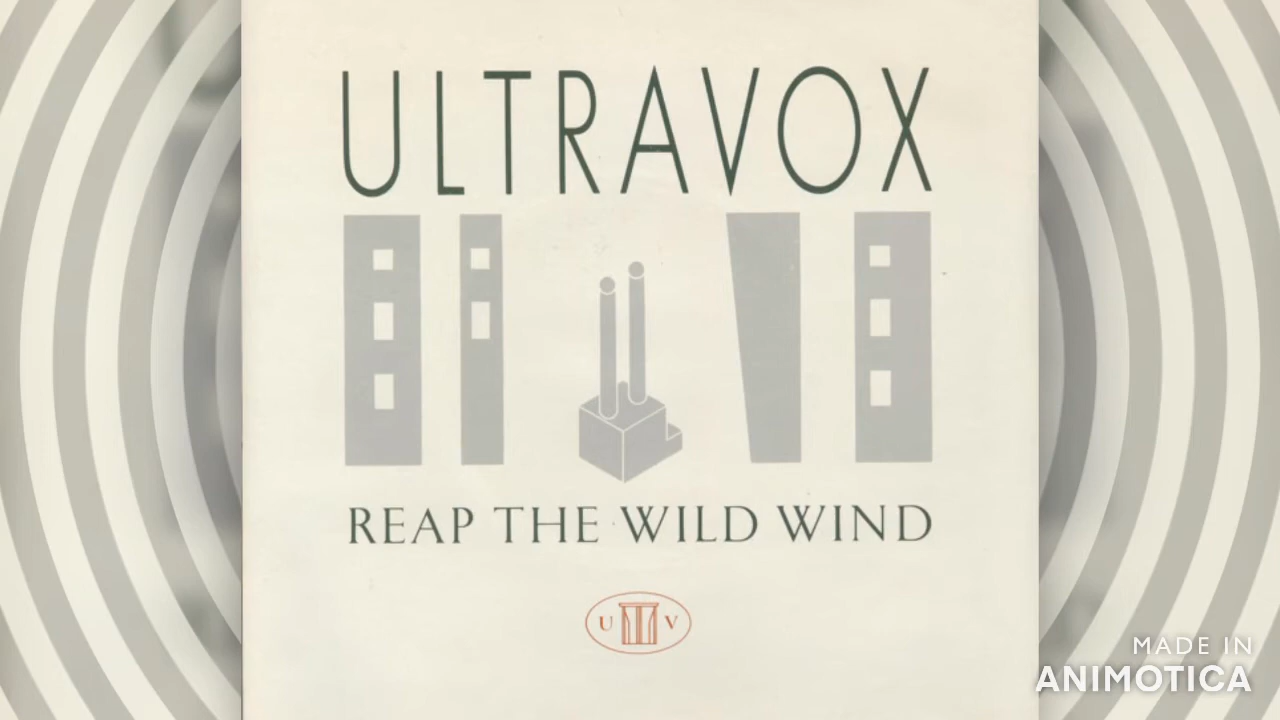 ULTRAVOX
REAP THE WILD WIND
U V
MADE IN
ANIMOTICA